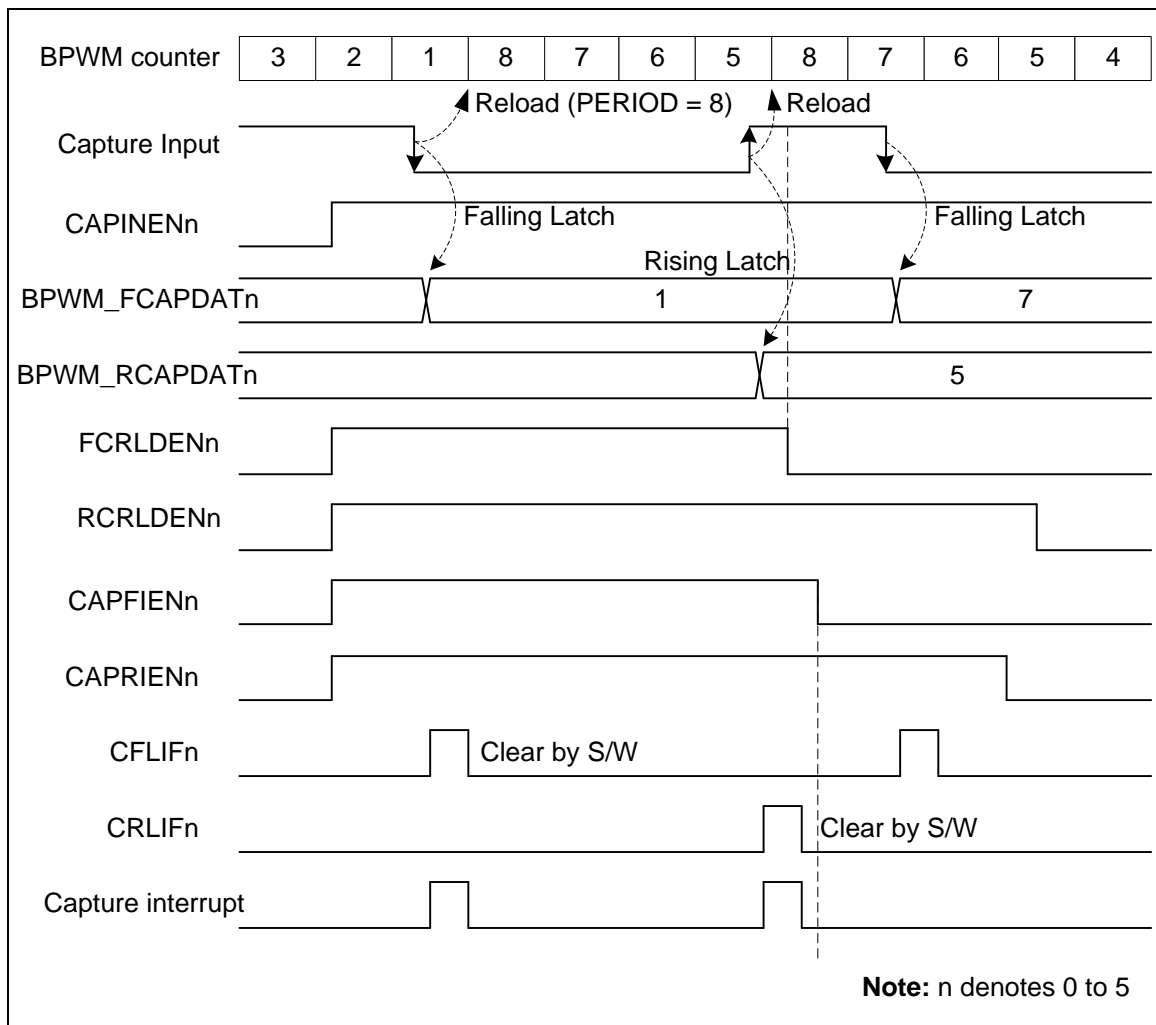 BPWM counter 3 2 1 8 7 6 5 8 7 6 5 4
Reload (PERIOD = 8) Reload
Capture Input
CAPINENn Falling Latch Falling Latch
Rising Latch
BPWM_FCAPDATn 1 7
BPWM_RCAPDATn 5
FCRLDENn
RCRLDENn
CAPFIENn
CAPRIENn
CFLIFn Clear by S/W
CRLIFn Clear by S/W
Capture interrupt
Note: n denotes 0 to 5